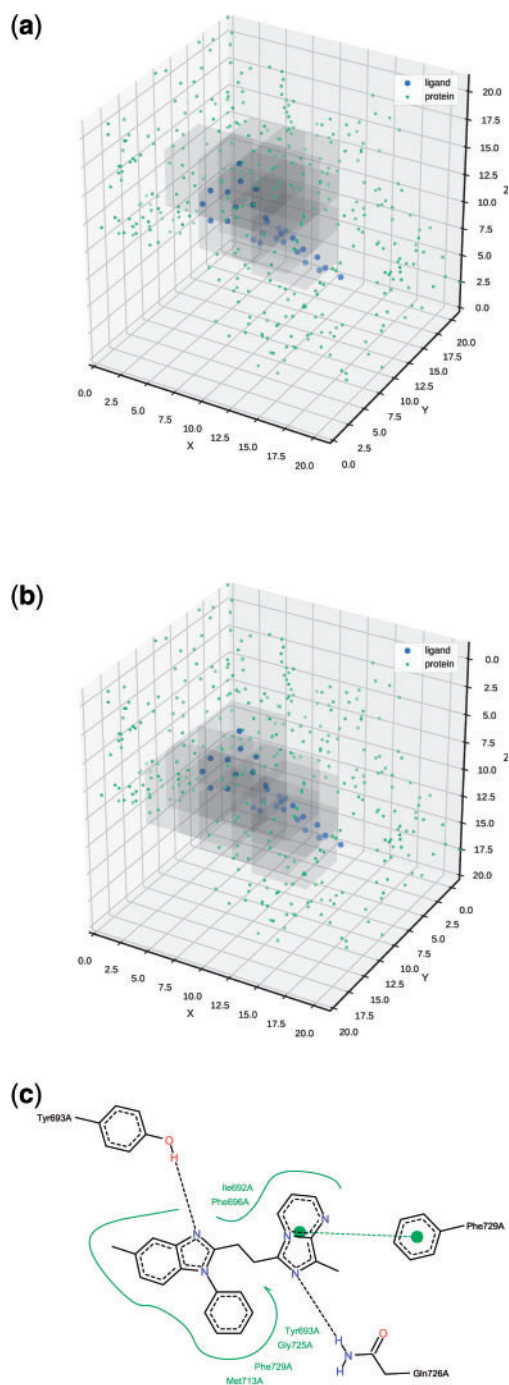 (a)
ligand
protein
20.0
17.5
15.0
12.5
Z
10.0
7.5
5.0
2.5
0.0
20.0
17.5
15.0
12.5
10.0
Y
7.5
5.0
2.5
0.0
0.0
2.5
5.0
7.5
10.0
X
12.5
15.0
17.5
20.0
(b)
ligand
protein
0.0
2.5
5.0
7.5
Z
10.0
12.5
15.0
17.5
20.0
0.0
2.5
5.0
7.5
Y
10.0
12.5
15.0
17.5
20.0
0.0
2.5
5.0
7.5
10.0
X
12.5
15.0
17.5
20.0
(c)
Tyr693A
O
H
Ile692A
Phe696A
N
N
N
Phe729A
N
N
Tyr693A
Gly725A
Phe729A
Met713A
H
O
N
H
Gln726A